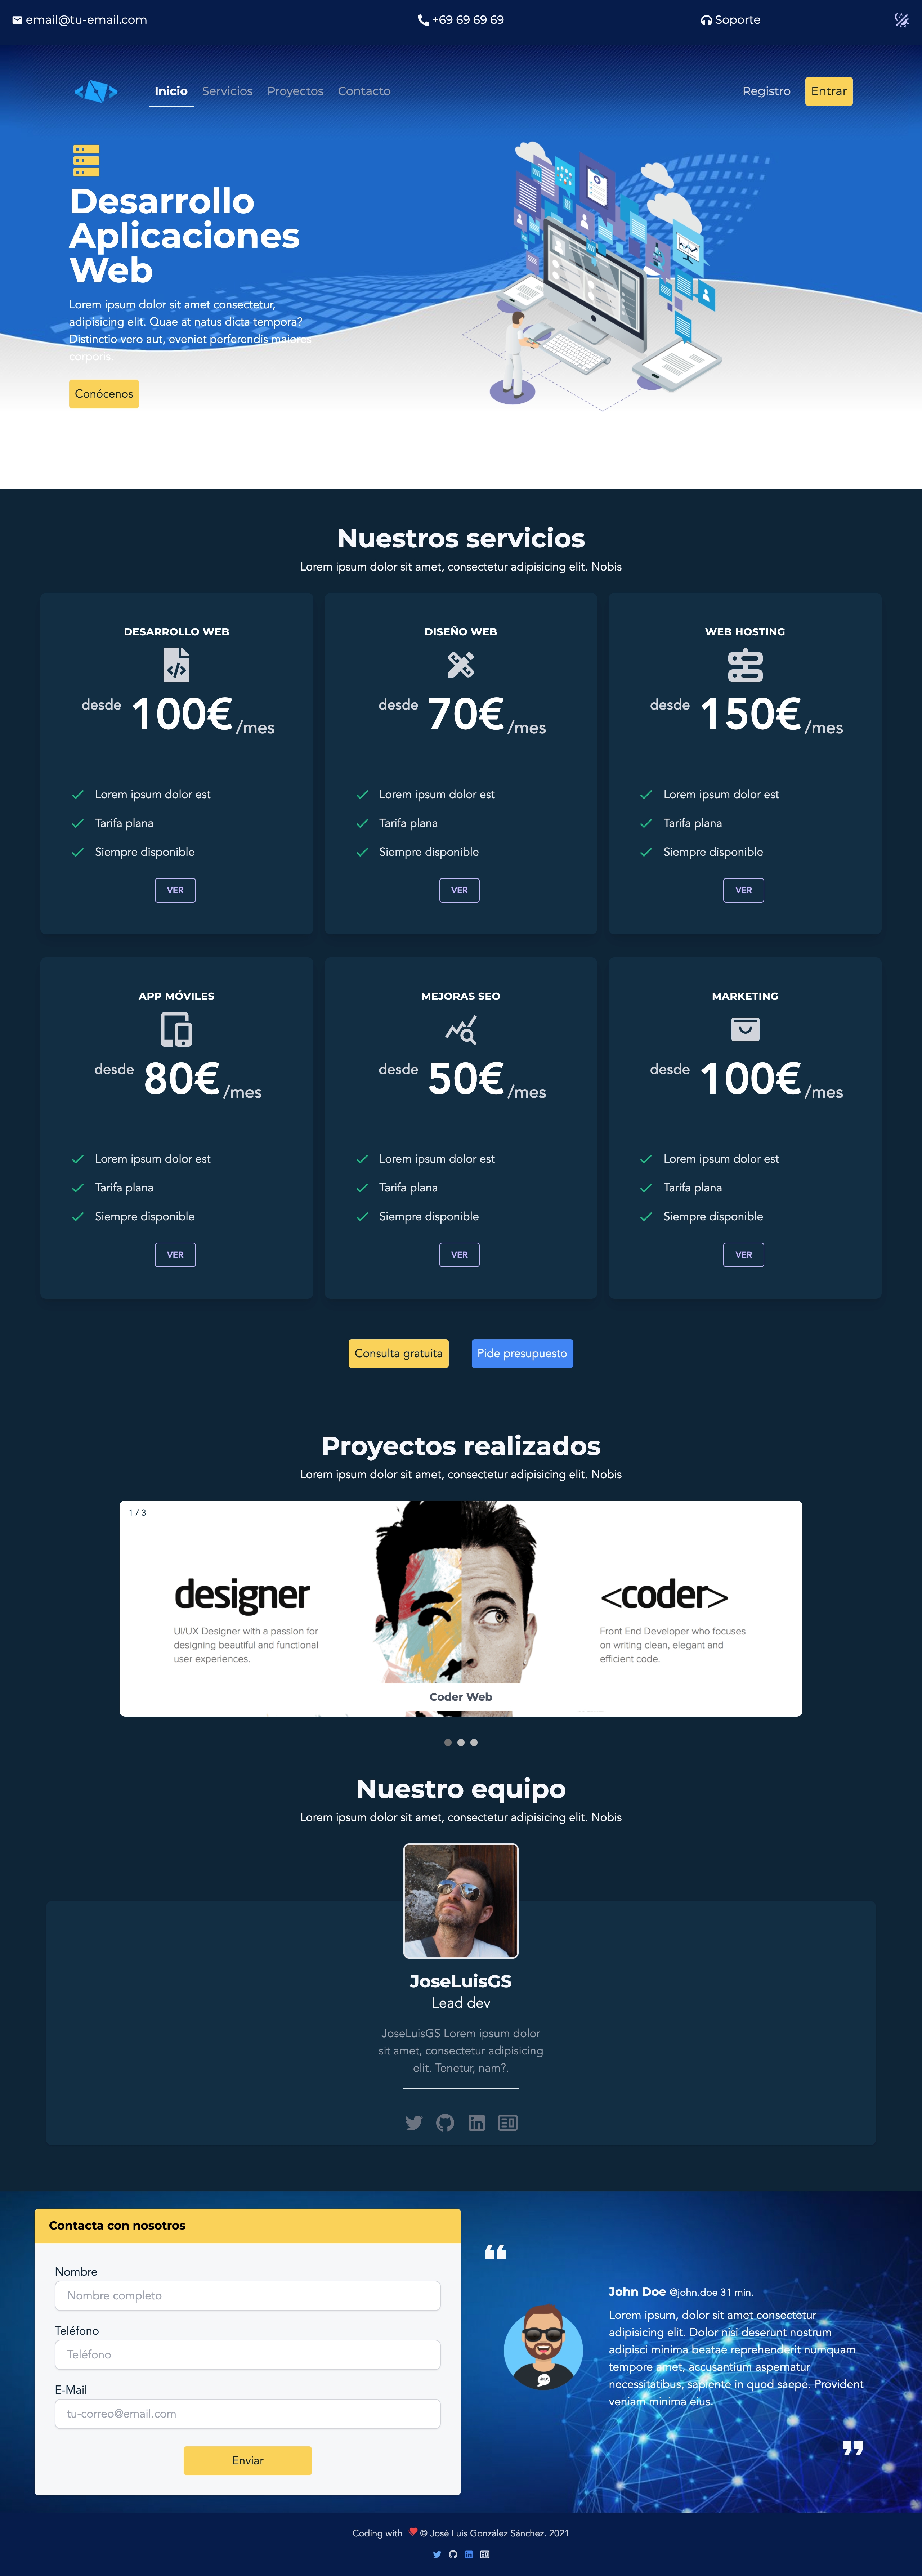 email@tu-email.com
+69 69 69 69
Soporte
Inicio
Servicios
Proyectos
Contacto
Registro
Entrar
Desarrollo
Aplicaciones
Web
Lorem ipsum dolor sit amet consectetur,
adipisicing elit. Quae at natus dicta tempora?
Distinctio vero aut, eveniet perferendis maiores
corporis.
Conócenos
Nuestros servicios
Lorem ipsum dolor sit amet, consectetur adipisicing elit. Nobis
DESARROLLO WEB
desde 100€/mes
Lorem ipsum dolor est
Tarifa plana
Siempre disponible
VER
DISEÑO WEB
desde 70€/mes
Lorem ipsum dolor est
Tarifa plana
Siempre disponible
VER
WEB HOSTING
desde 150€/mes
Lorem ipsum dolor est
Tarifa plana
Siempre disponible
VER
APP MÓVILES
desde 80€/mes
Lorem ipsum dolor est
Tarifa plana
Siempre disponible
VER
MEJORAS SEO
desde 50€/mes
Lorem ipsum dolor est
Tarifa plana
Siempre disponible
VER
MARKETING
desde 100€/mes
Lorem ipsum dolor est
Tarifa plana
Siempre disponible
VER
Consulta gratuita
Pide presupuesto
Proyectos realizados
Lorem ipsum dolor sit amet, consectetur adipisicing elit. Nobis
1 / 3
designer
UI/UX Designer with a passion for
designing beautiful and functional
user experiences.
<coder>
Front End Developer who focuses
on writing clean, elegant and
efficient code.
Coder Web
Nuestro equipo
Lorem ipsum dolor sit amet, consectetur adipisicing elit. Nobis
JoseLuisGS
Lead dev
JoseLuisGS Lorem ipsum dolor
sit amet, consectetur adipisicing
elit. Tenetur, nam?.
Contacta con nosotros
Nombre
Nombre completo
Teléfono
Teléfono
E-Mail
tu-correo@email.com
Enviar
“
John Doe @john.doe 31 min.
Lorem ipsum, dolor sit amet consectetur
adipisicing elit. Dolor nisi deserunt nostrum
adipisci minima beatae reprehenderit numquam
tempore amet, accusantium aspernatur
necessitatibus, sapiente in quod saepe. Provident
veniam minima eius.
”
Coding with ❤ © José Luis González Sánchez. 2021